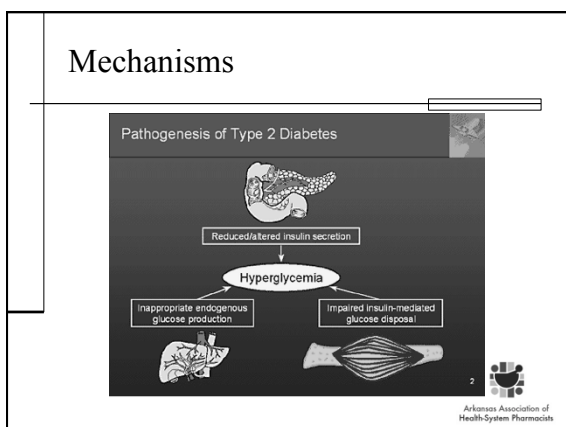 Mechanisms
Pathogenesis of Type 2 Diabetes
Reduced/altered insulin secretion
Hyperglycemia
Inappropriate endogenous
glucose production
Impaired insulin-mediated
glucose disposal
2
Arkansas Association of
Health-System Pharmacists